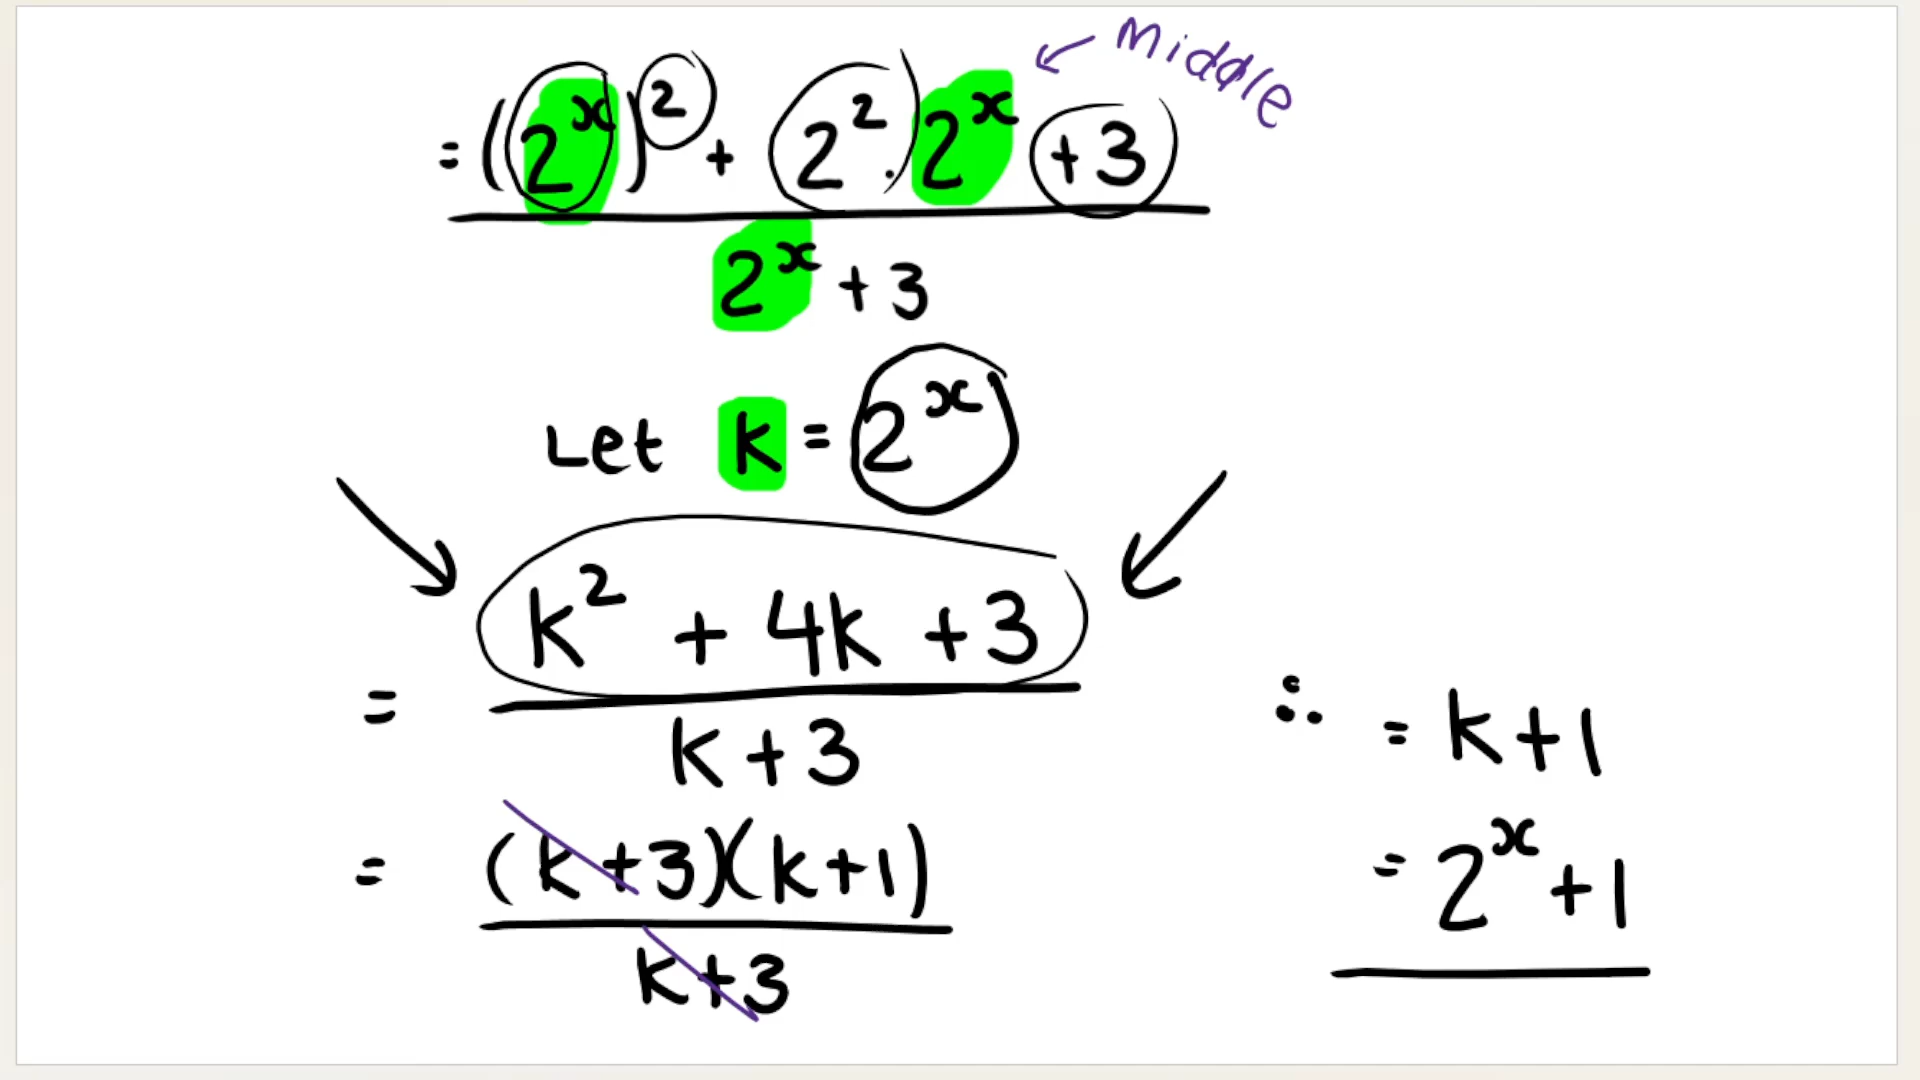 Middle
= (2^x)^2 + 2^2 . 2^x + 3
2^x + 3
Let k = 2^x
= k^2 + 4k + 3
k + 3
= (k + 3)(k + 1)
k + 3
∴ = k + 1
= 2^x + 1